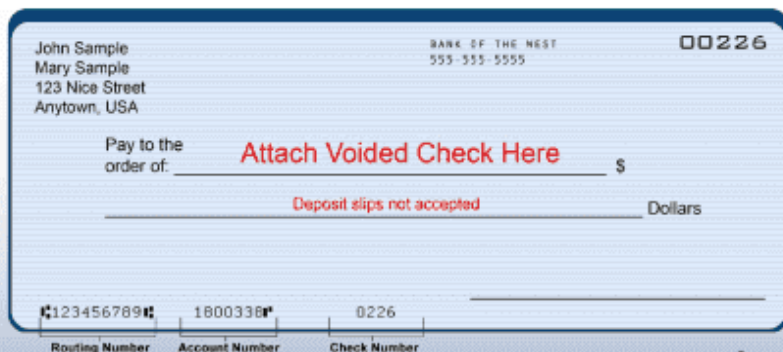 John Sample
Mary Sample
123 Nice Street
Anytown, USA
BANK OF THE NEST
555-555-5555
00226
Pay to the
order of: Attach Voided Check Here $
Deposit slips not accepted Dollars
⑆123456789⑆ 1800338⑈ 0226
Routing Number Account Number Check Number